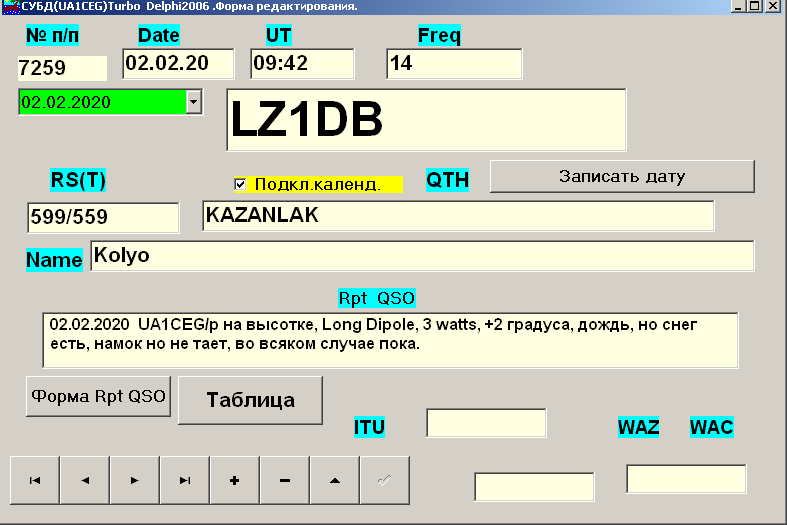 СУБД(UA1CEG)Turbo Delphi2006 .Форма редактирования.
№ п/п Date UT Freq
7259 02.02.20 09:42 14
02.02.2020
LZ1DB
RS(T) Подкл.календ. QTH Записать дату
599/559 KAZANLAK
Name Kolyo
Rpt QSO
02.02.2020 UA1CEG/p на высотке, Long Dipole, 3 watts, +2 градуса, дождь, но снег
есть, намок но не тает, во всяком случае пока.
Форма Rpt QSO Таблица
ITU WAZ WAC